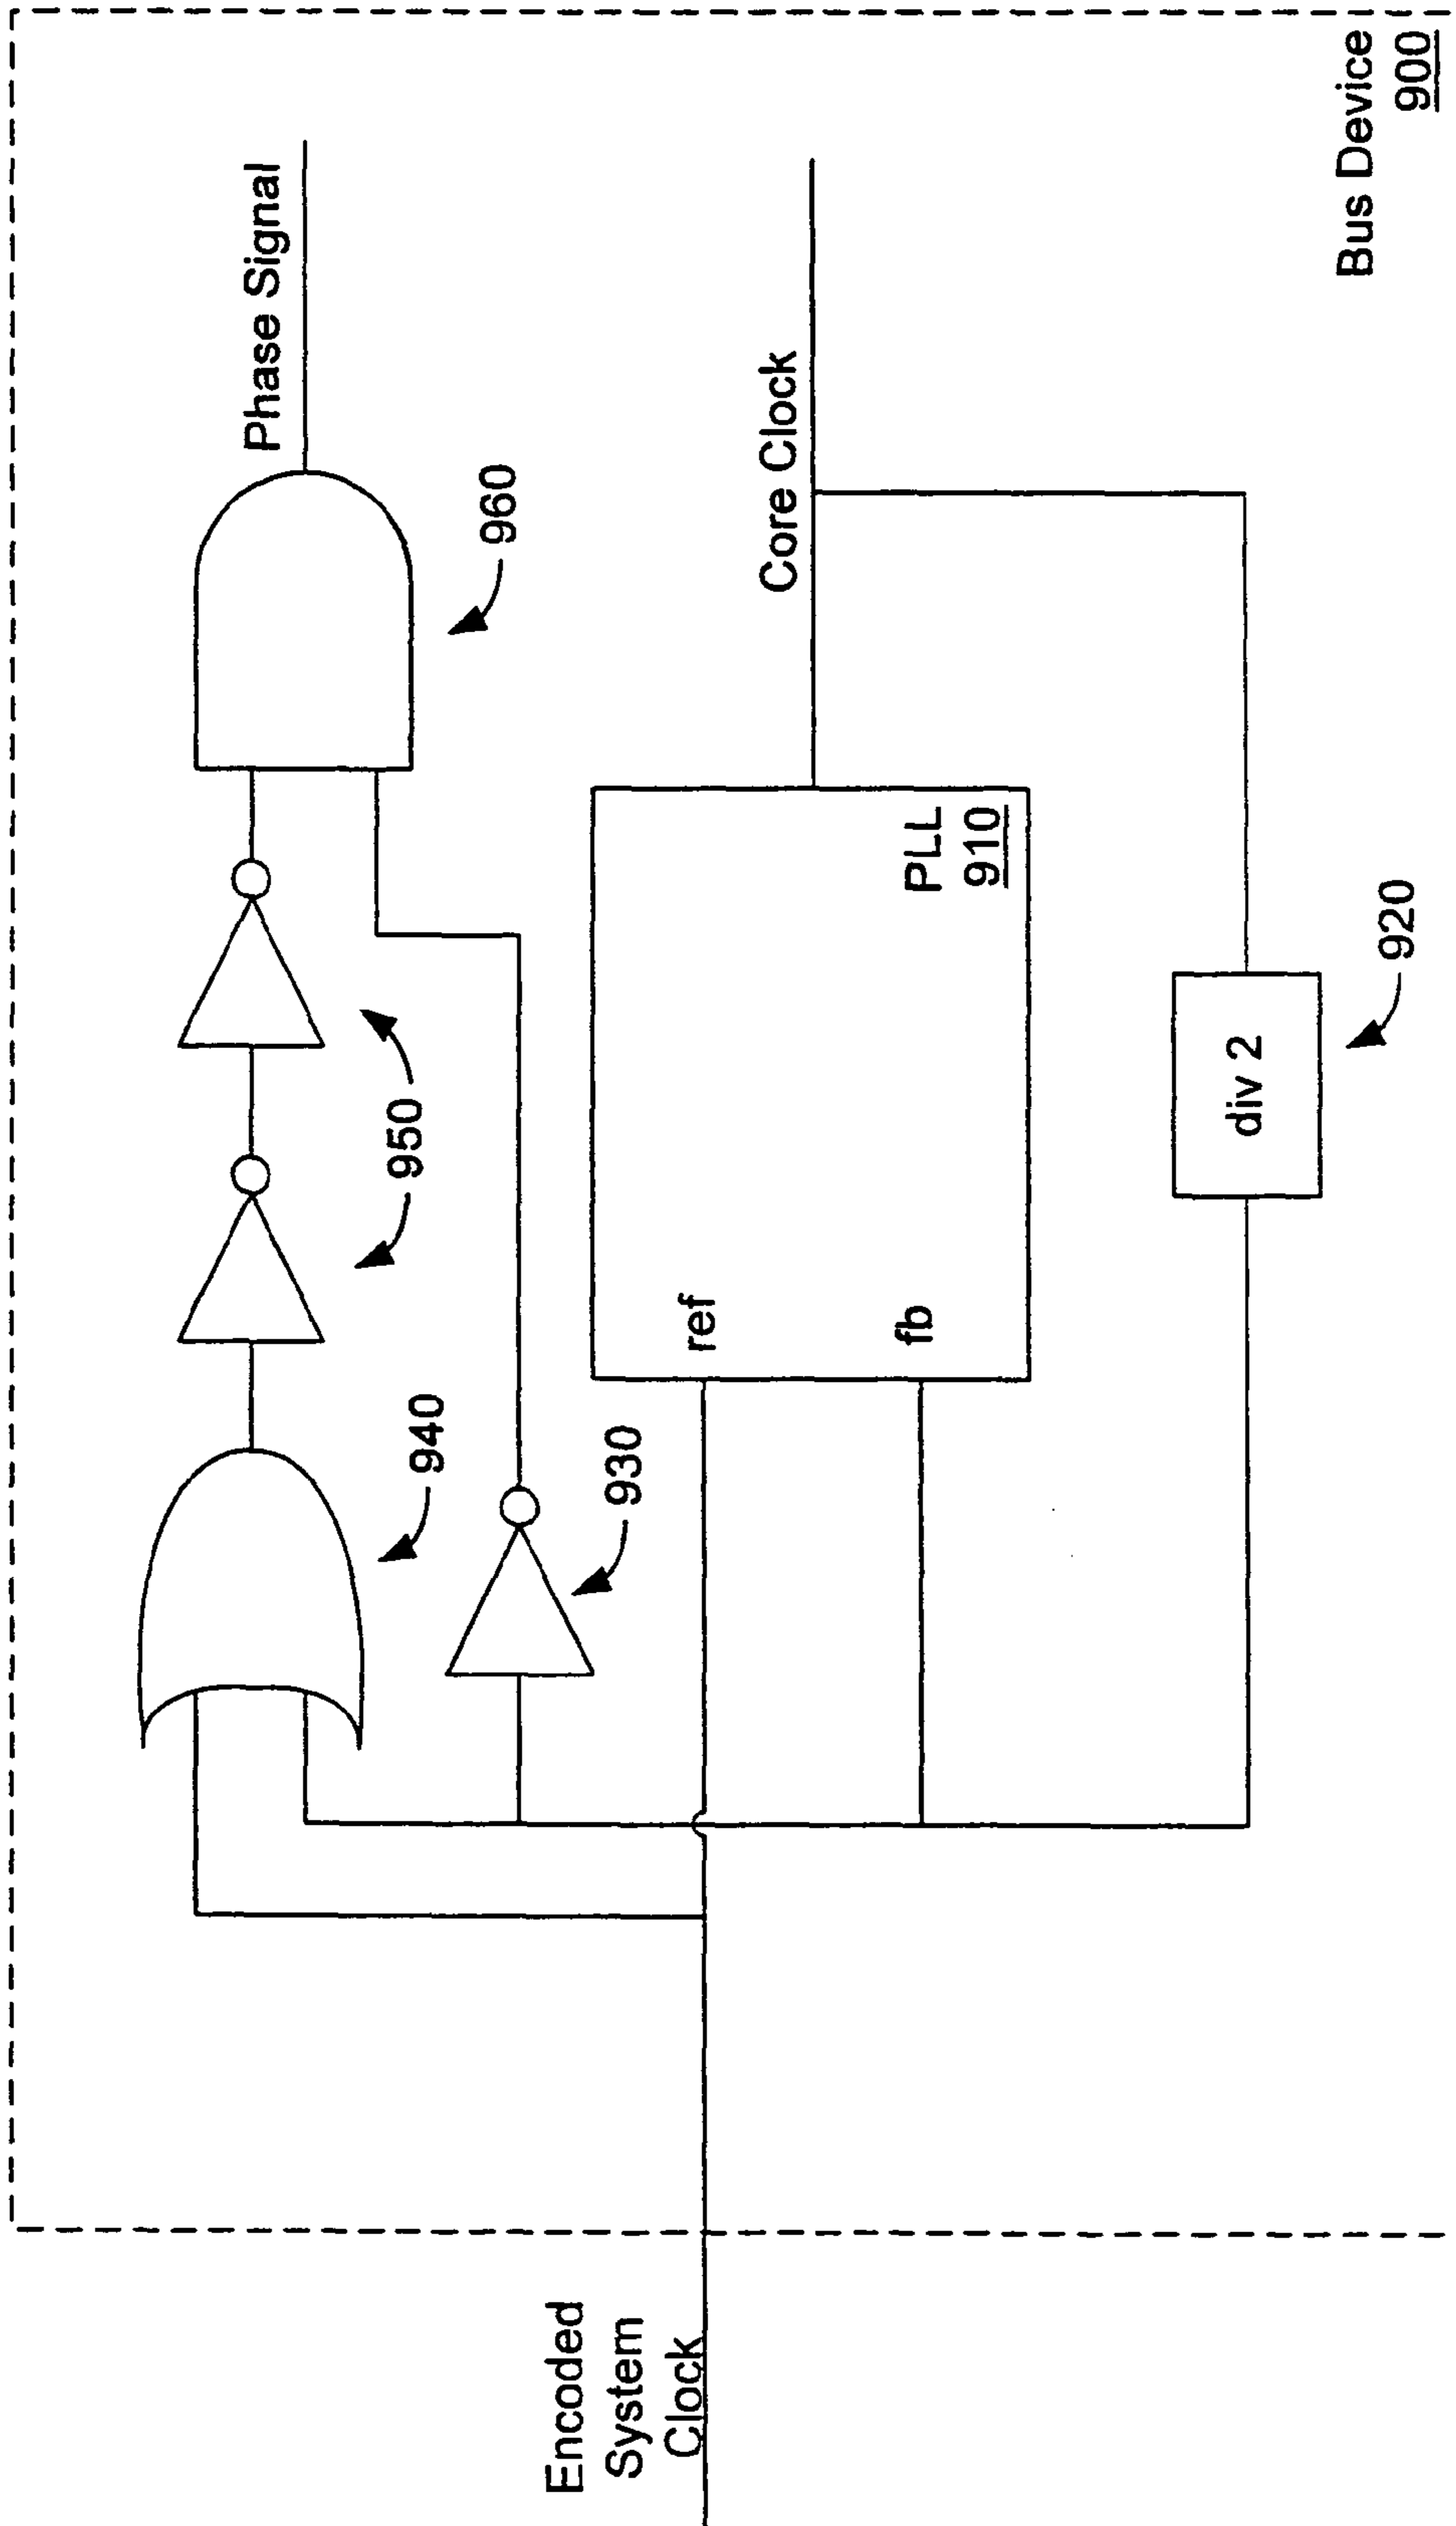 Encoded
System
Clock
940
950
960
Phase Signal
930
ref
fb
PLL
910
Core Clock
div 2
920
Bus Device
900